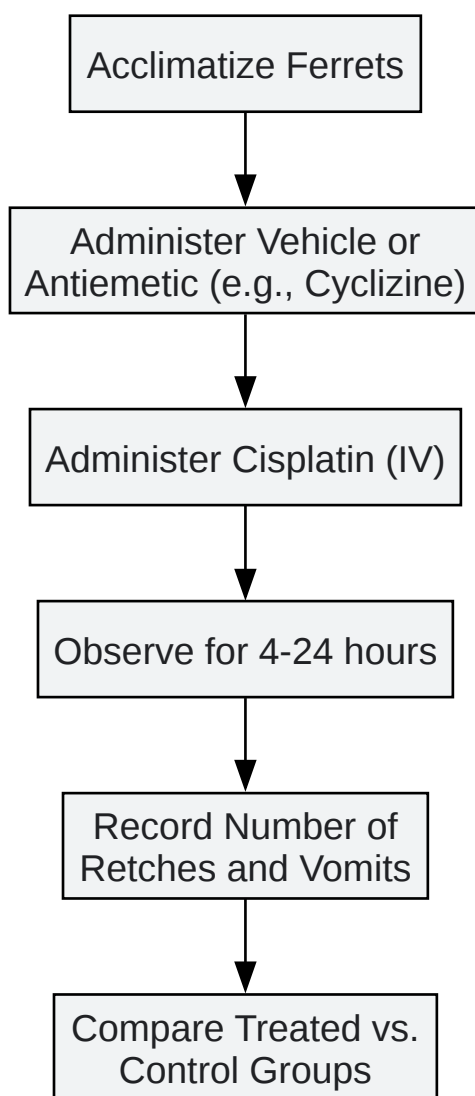 Acclimatize Ferrets
Administer Vehicle or
Antiemetic (e.g., Cyclizine)
Administer Cisplatin (IV)
Observe for 4-24 hours
Record Number of
Retches and Vomits
Compare Treated vs.
Control Groups